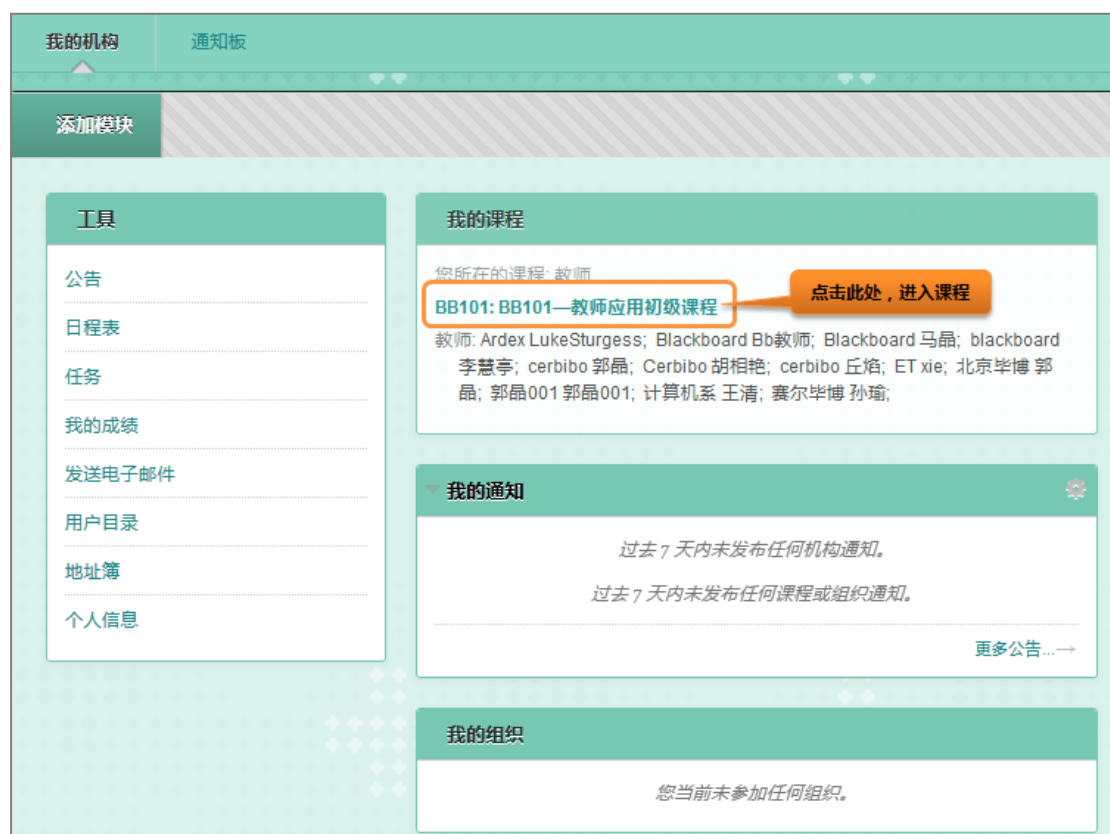 我的机构
通知板
添加模块
工具
公告
日程表
任务
我的成绩
发送电子邮件
用户目录
地址簿
个人信息
我的课程
您所在的课程: 教师
BB101: BB101—教师应用初级课程
点击此处，进入课程
教师: Ardex LukeSturgess; Blackboard Bb教师; Blackboard 马晶; blackboard
李慧亭; cerbibo 郭晶; Cerbibo 胡相艳; cerbibo 丘焰; ET xie; 北京毕博 郭
晶; 郭晶001 郭晶001; 计算机系 王清; 赛尔毕博 孙瑜;
我的通知
过去 7 天内未发布任何机构通知。
过去 7 天内未发布任何课程或组织通知。
更多公告...→
我的组织
您当前未参加任何组织。